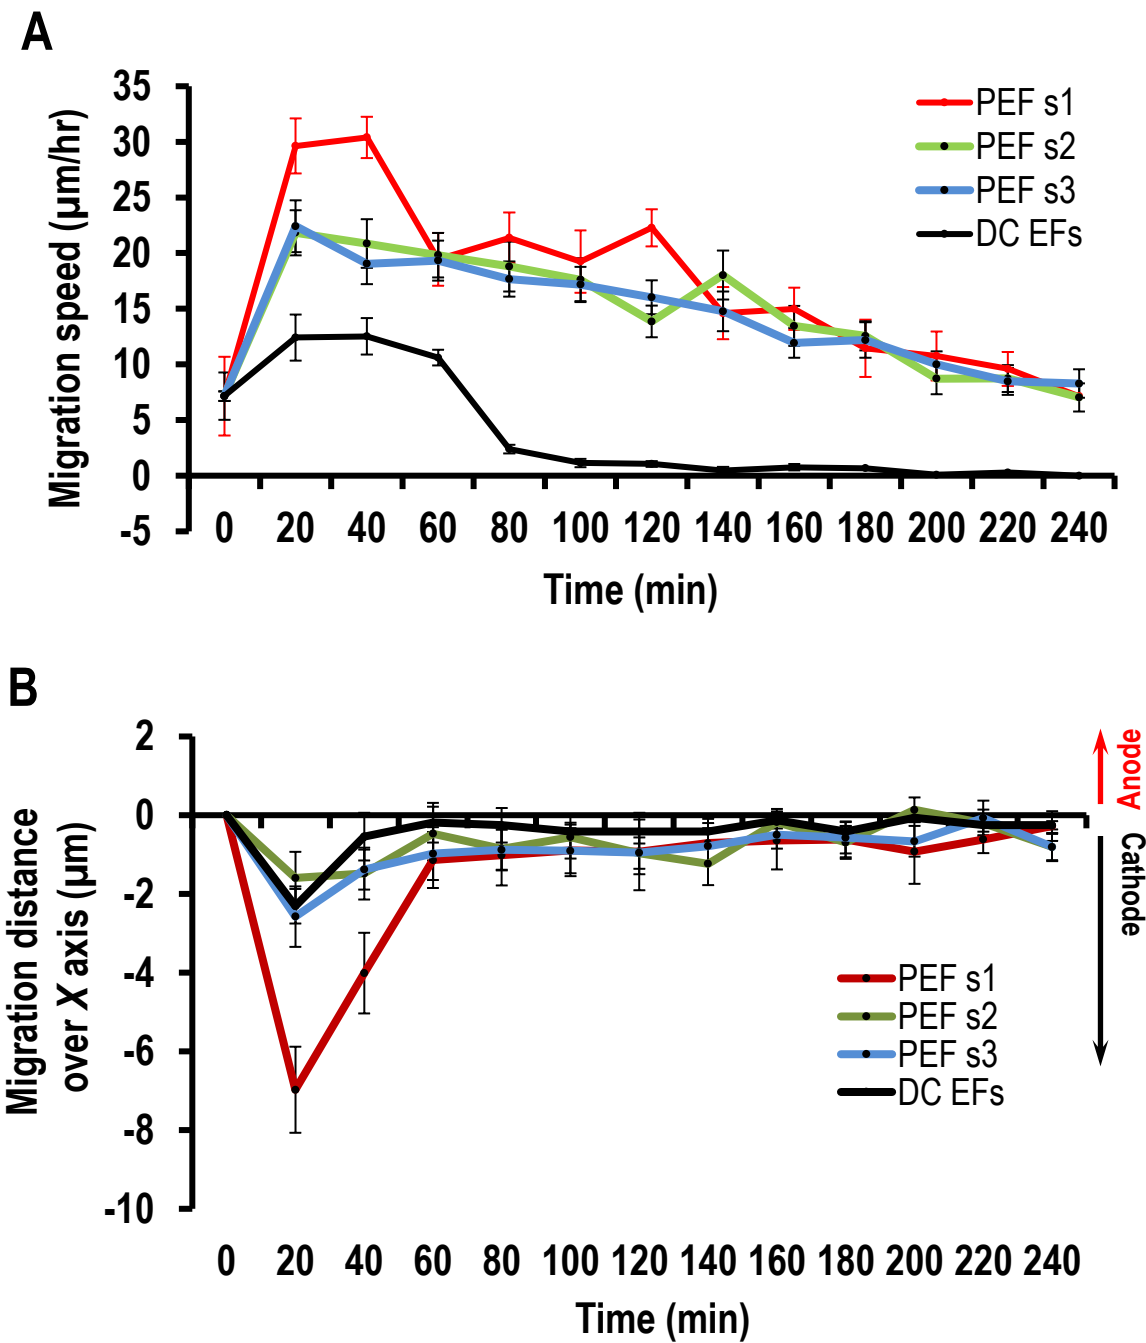 A
Migration speed (µm/hr)
35
30
25
20
15
10
5
0
-5
PEF s1
PEF s2
PEF s3
DC EFs
0 20 40 60 80 100 120 140 160 180 200 220 240
Time (min)
B
Migration distance
over X axis (µm)
2
0
-2
-4
-6
-8
-10
Anode
Cathode
PEF s1
PEF s2
PEF s3
DC EFs
0 20 40 60 80 100 120 140 160 180 200 220 240
Time (min)